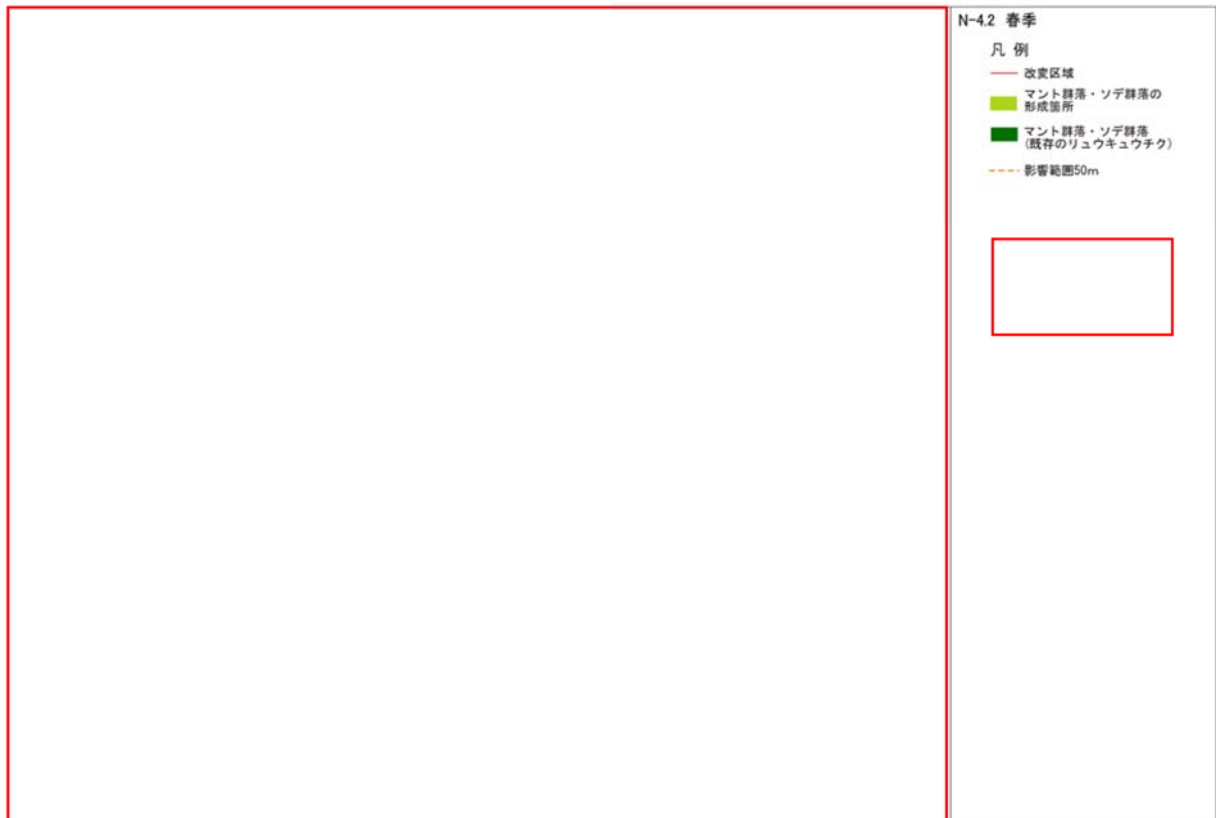 N-4.2 春季
凡 例
改変区域
マント群落・ソデ群落の
形成箇所
マント群落・ソデ群落
(既存のリュウキュウチク)
影響範囲50m